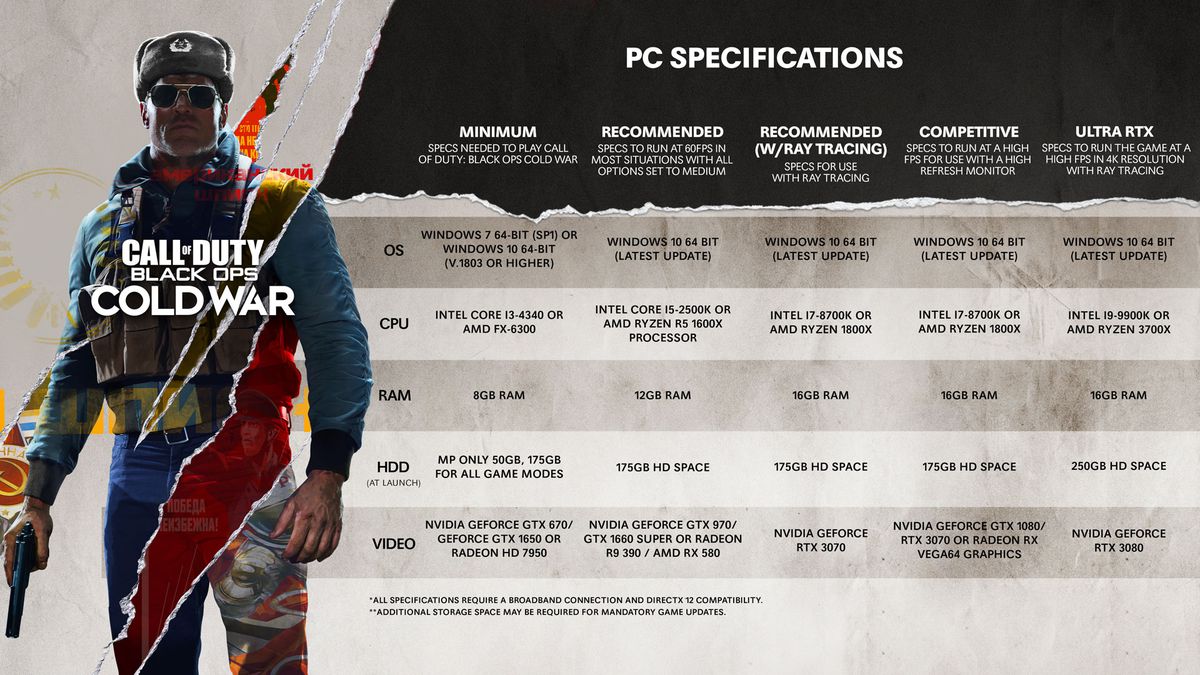 PC SPECIFICATIONS
MINIMUM
SPECS NEEDED TO PLAY CALL
OF DUTY: BLACK OPS COLD WAR
RECOMMENDED
SPECS TO RUN AT 60FPS IN
MOST SITUATIONS WITH ALL
OPTIONS SET TO MEDIUM
RECOMMENDED
(W/RAY TRACING)
SPECS FOR USE
WITH RAY TRACING
COMPETITIVE
SPECS TO RUN AT A HIGH
FPS FOR USE WITH A HIGH
REFRESH MONITOR
ULTRA RTX
SPECS TO RUN THE GAME AT A
HIGH FPS IN 4K RESOLUTION
WITH RAY TRACING
CALL OF DUTY
BLACK OPS
COLD WAR
OS
WINDOWS 7 64-BIT (SP1) OR
WINDOWS 10 64-BIT
(V.1803 OR HIGHER)
WINDOWS 10 64 BIT
(LATEST UPDATE)
WINDOWS 10 64 BIT
(LATEST UPDATE)
WINDOWS 10 64 BIT
(LATEST UPDATE)
WINDOWS 10 64 BIT
(LATEST UPDATE)
CPU
INTEL CORE I3-4340 OR
AMD FX-6300
INTEL CORE I5-2500K OR
AMD RYZEN R5 1600X
PROCESSOR
INTEL I7-8700K OR
AMD RYZEN 1800X
INTEL I7-8700K OR
AMD RYZEN 1800X
INTEL I9-9900K OR
AMD RYZEN 3700X
RAM
8GB RAM
12GB RAM
16GB RAM
16GB RAM
16GB RAM
HDD
(AT LAUNCH)
MP ONLY 50GB, 175GB
FOR ALL GAME MODES
175GB HD SPACE
175GB HD SPACE
175GB HD SPACE
250GB HD SPACE
VIDEO
NVIDIA GEFORCE GTX 670/
GEFORCE GTX 1650 OR
RADEON HD 7950
NVIDIA GEFORCE GTX 970/
GTX 1660 SUPER OR RADEON
R9 390 / AMD RX 580
NVIDIA GEFORCE
RTX 3070
NVIDIA GEFORCE GTX 1080/
RTX 3070 OR RADEON RX
VEGA64 GRAPHICS
NVIDIA GEFORCE
RTX 3080
*ALL SPECIFICATIONS REQUIRE A BROADBAND CONNECTION AND DIRECTX 12 COMPATIBILITY.
**ADDITIONAL STORAGE SPACE MAY BE REQUIRED FOR MANDATORY GAME UPDATES.
ПОБЕДА